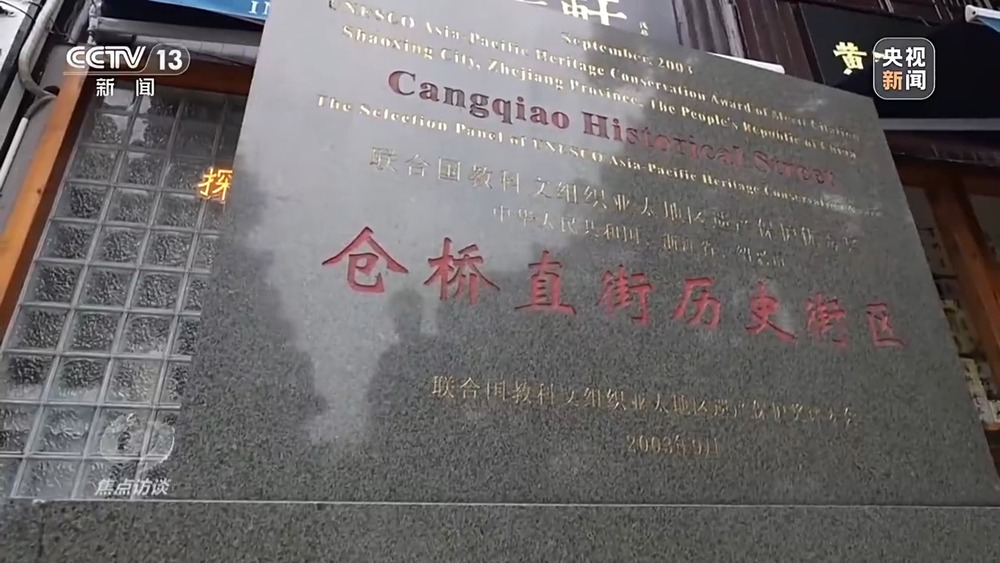 CCTV 13
新闻
央视
新闻
黄
探
UNESCO Asia-Pacific Heritage Conservation Award of Merit
September, 2003
Shaoxing City, Zhejiang Province, The People's Republic of China
Cangqiao Historical Street
The Selection Panel of UNESCO Asia-Pacific Heritage Conservation
联合国教科文组织亚太地区遗产保护优秀奖
中华人民共和国 浙江省 绍兴市
仓桥直街历史街区
联合国教科文组织亚太地区遗产保护奖评
2003年9月
焦点访谈